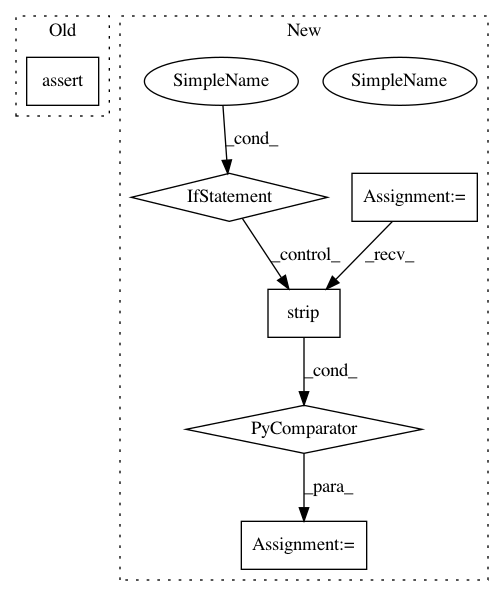 Old
New
assert
SimpleName
SimpleName
_cond_
IfStatement
Assignment:=
_control_
_recv_
strip
_cond_
PyComparator
_para_
Assignment:=